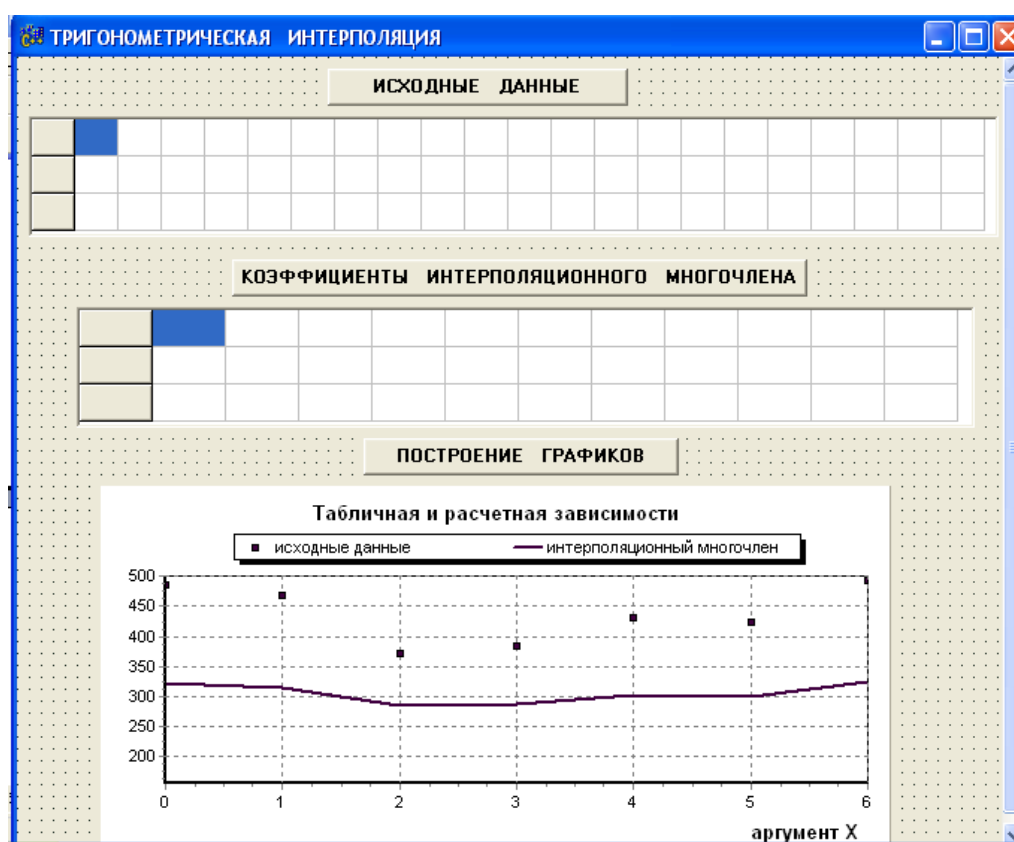 ТРИГОНОМЕТРИЧЕСКАЯ ИНТЕРПОЛЯЦИЯ
ИСХОДНЫЕ ДАННЫЕ
КОЭФФИЦИЕНТЫ ИНТЕРПОЛЯЦИОННОГО МНОГОЧЛЕНА
ПОСТРОЕНИЕ ГРАФИКОВ
Табличная и расчетная зависимости
исходные данные интерполяционный многочлен
500
450
400
350
300
250
200
0 1 2 3 4 5 6
аргумент X